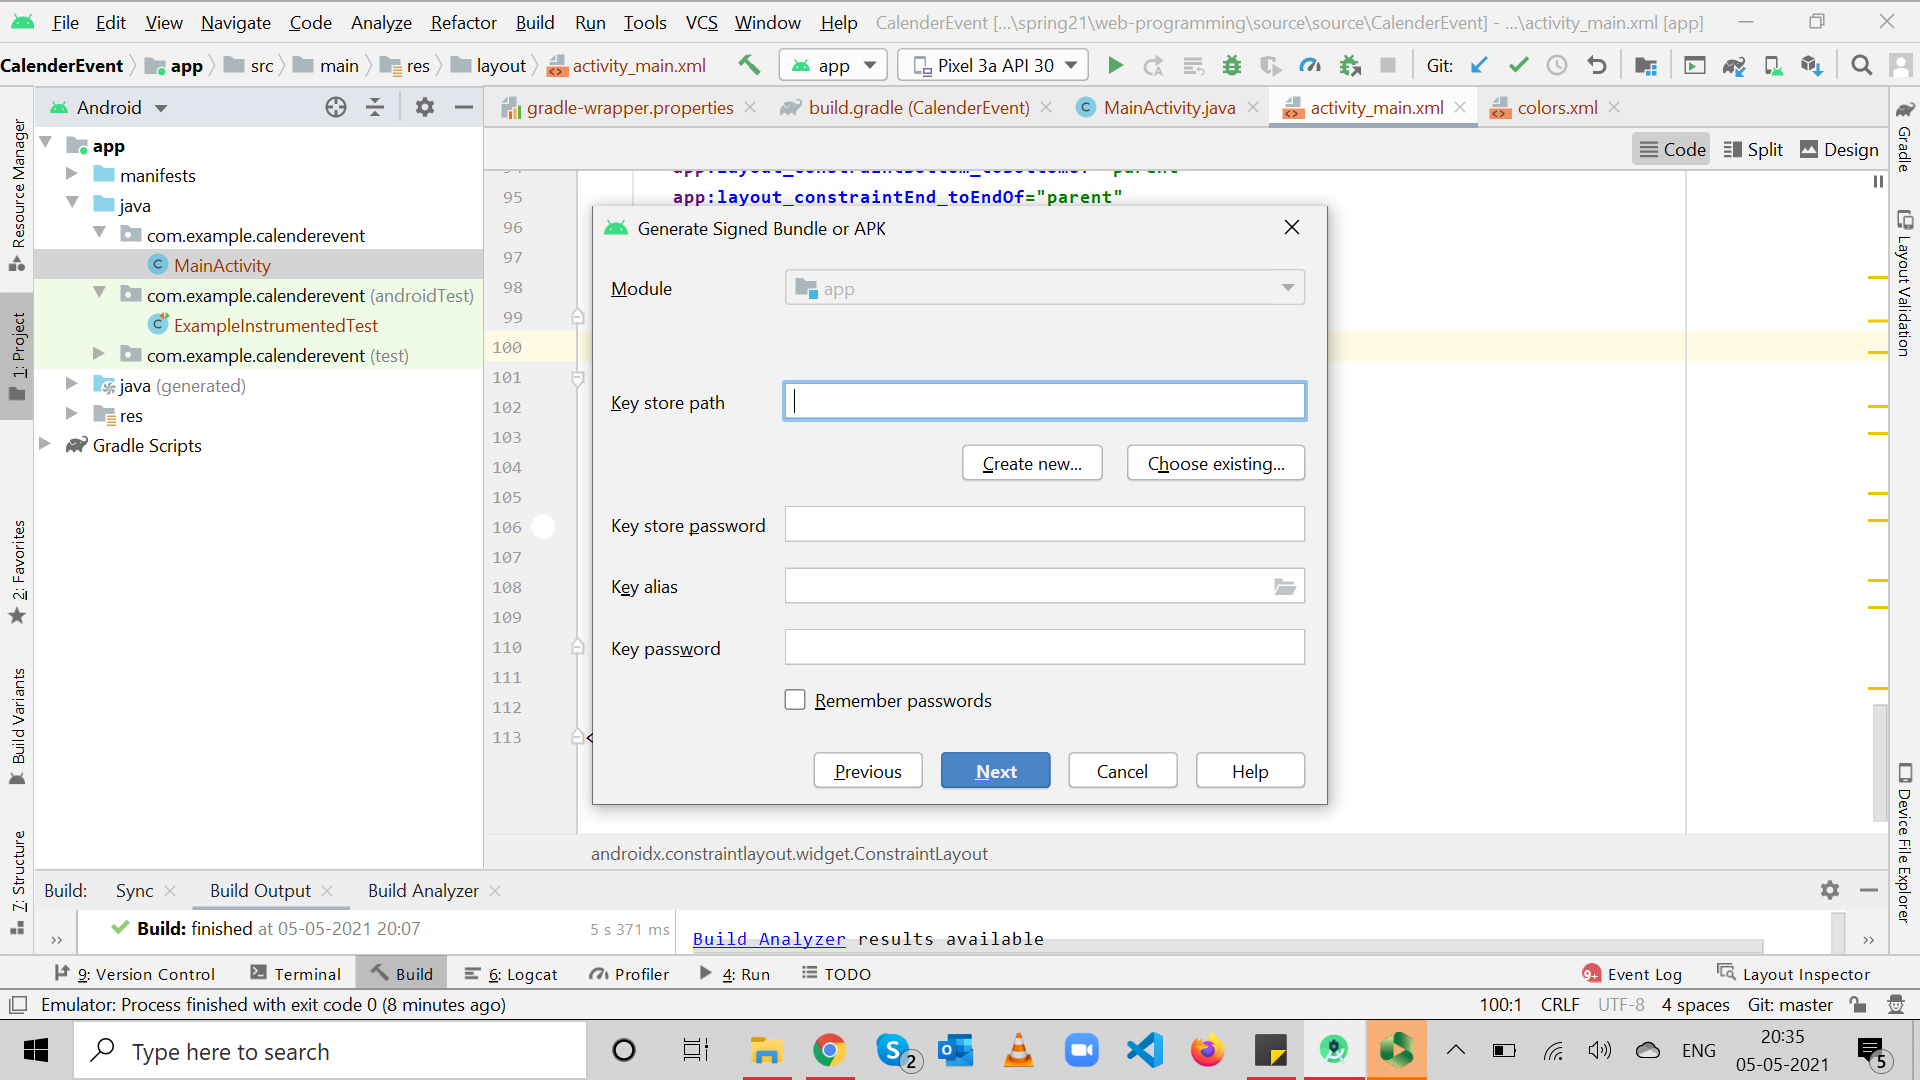 File Edit View Navigate Code Analyze Refactor Build Run Tools VCS Window Help CalenderEvent [...\spring21\web-programming\source\source\CalenderEvent] - ...\activity_main.xml [app]
CalenderEvent app src main res layout activity_main.xml app Pixel 3a API 30 Git:
Android
gradle-wrapper.properties build.gradle (CalenderEvent) MainActivity.java activity_main.xml colors.xml
Code Split Design
app
manifests
java
com.example.calenderevent
MainActivity
com.example.calenderevent (androidTest)
ExampleInstrumentedTest
com.example.calenderevent (test)
java (generated)
res
Gradle Scripts
Resource Manager
1: Project
2: Favorites
Build Variants
7: Structure
95 app:layout_constraintEnd_toEndOf="parent"
96
97
98
99
100
101
102
103
104
105
106
107
108
109
110
111
112
113 <
Generate Signed Bundle or APK
Module app
Key store path
Create new... Choose existing...
Key store password
Key alias
Key password
Remember passwords
Previous Next Cancel Help
Gradle
Layout Validation
Device File Explorer
androidx.constraintlayout.widget.ConstraintLayout
Build: Sync Build Output Build Analyzer
Build: finished at 05-05-2021 20:07 5 s 371 ms
Build Analyzer results available
9: Version Control Terminal Build 6: Logcat Profiler 4: Run TODO 9+ Event Log Layout Inspector
Emulator: Process finished with exit code 0 (8 minutes ago) 100:1 CRLF UTF-8 4 spaces Git: master
Type here to search 2 ENG 20:35
05-05-2021 5